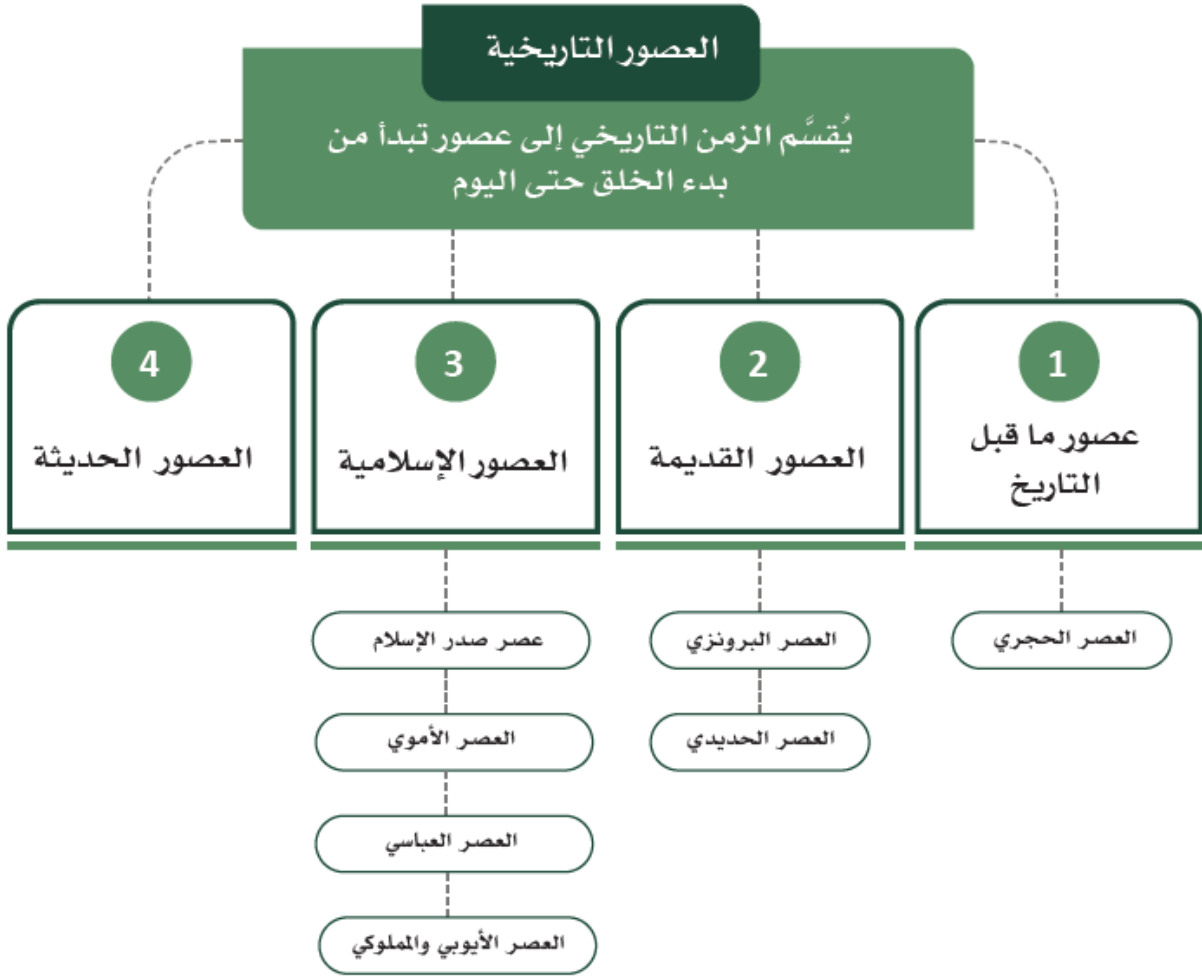 العصور التاريخية
يُقسَّم الزمن التاريخي إلى عصور تبدأ من
بدء الخلق حتى اليوم
1
عصور ما قبل
التاريخ
العصر الحجري
2
العصور القديمة
العصر البرونزي
العصر الحديدي
3
العصور الإسلامية
عصر صدر الإسلام
العصر الأموي
العصر العباسي
العصر الأيوبي والمملوكي
4
العصور الحديثة